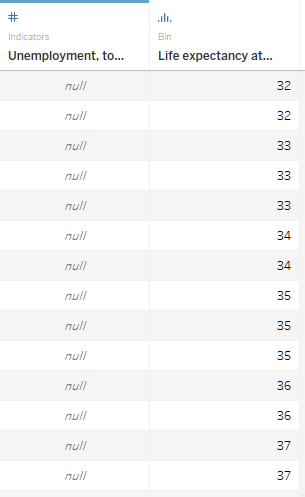 Indicators Bin
Unemployment, to... Life expectancy at...
null 32
null 32
null 33
null 33
null 33
null 34
null 34
null 35
null 35
null 35
null 36
null 36
null 37
null 37